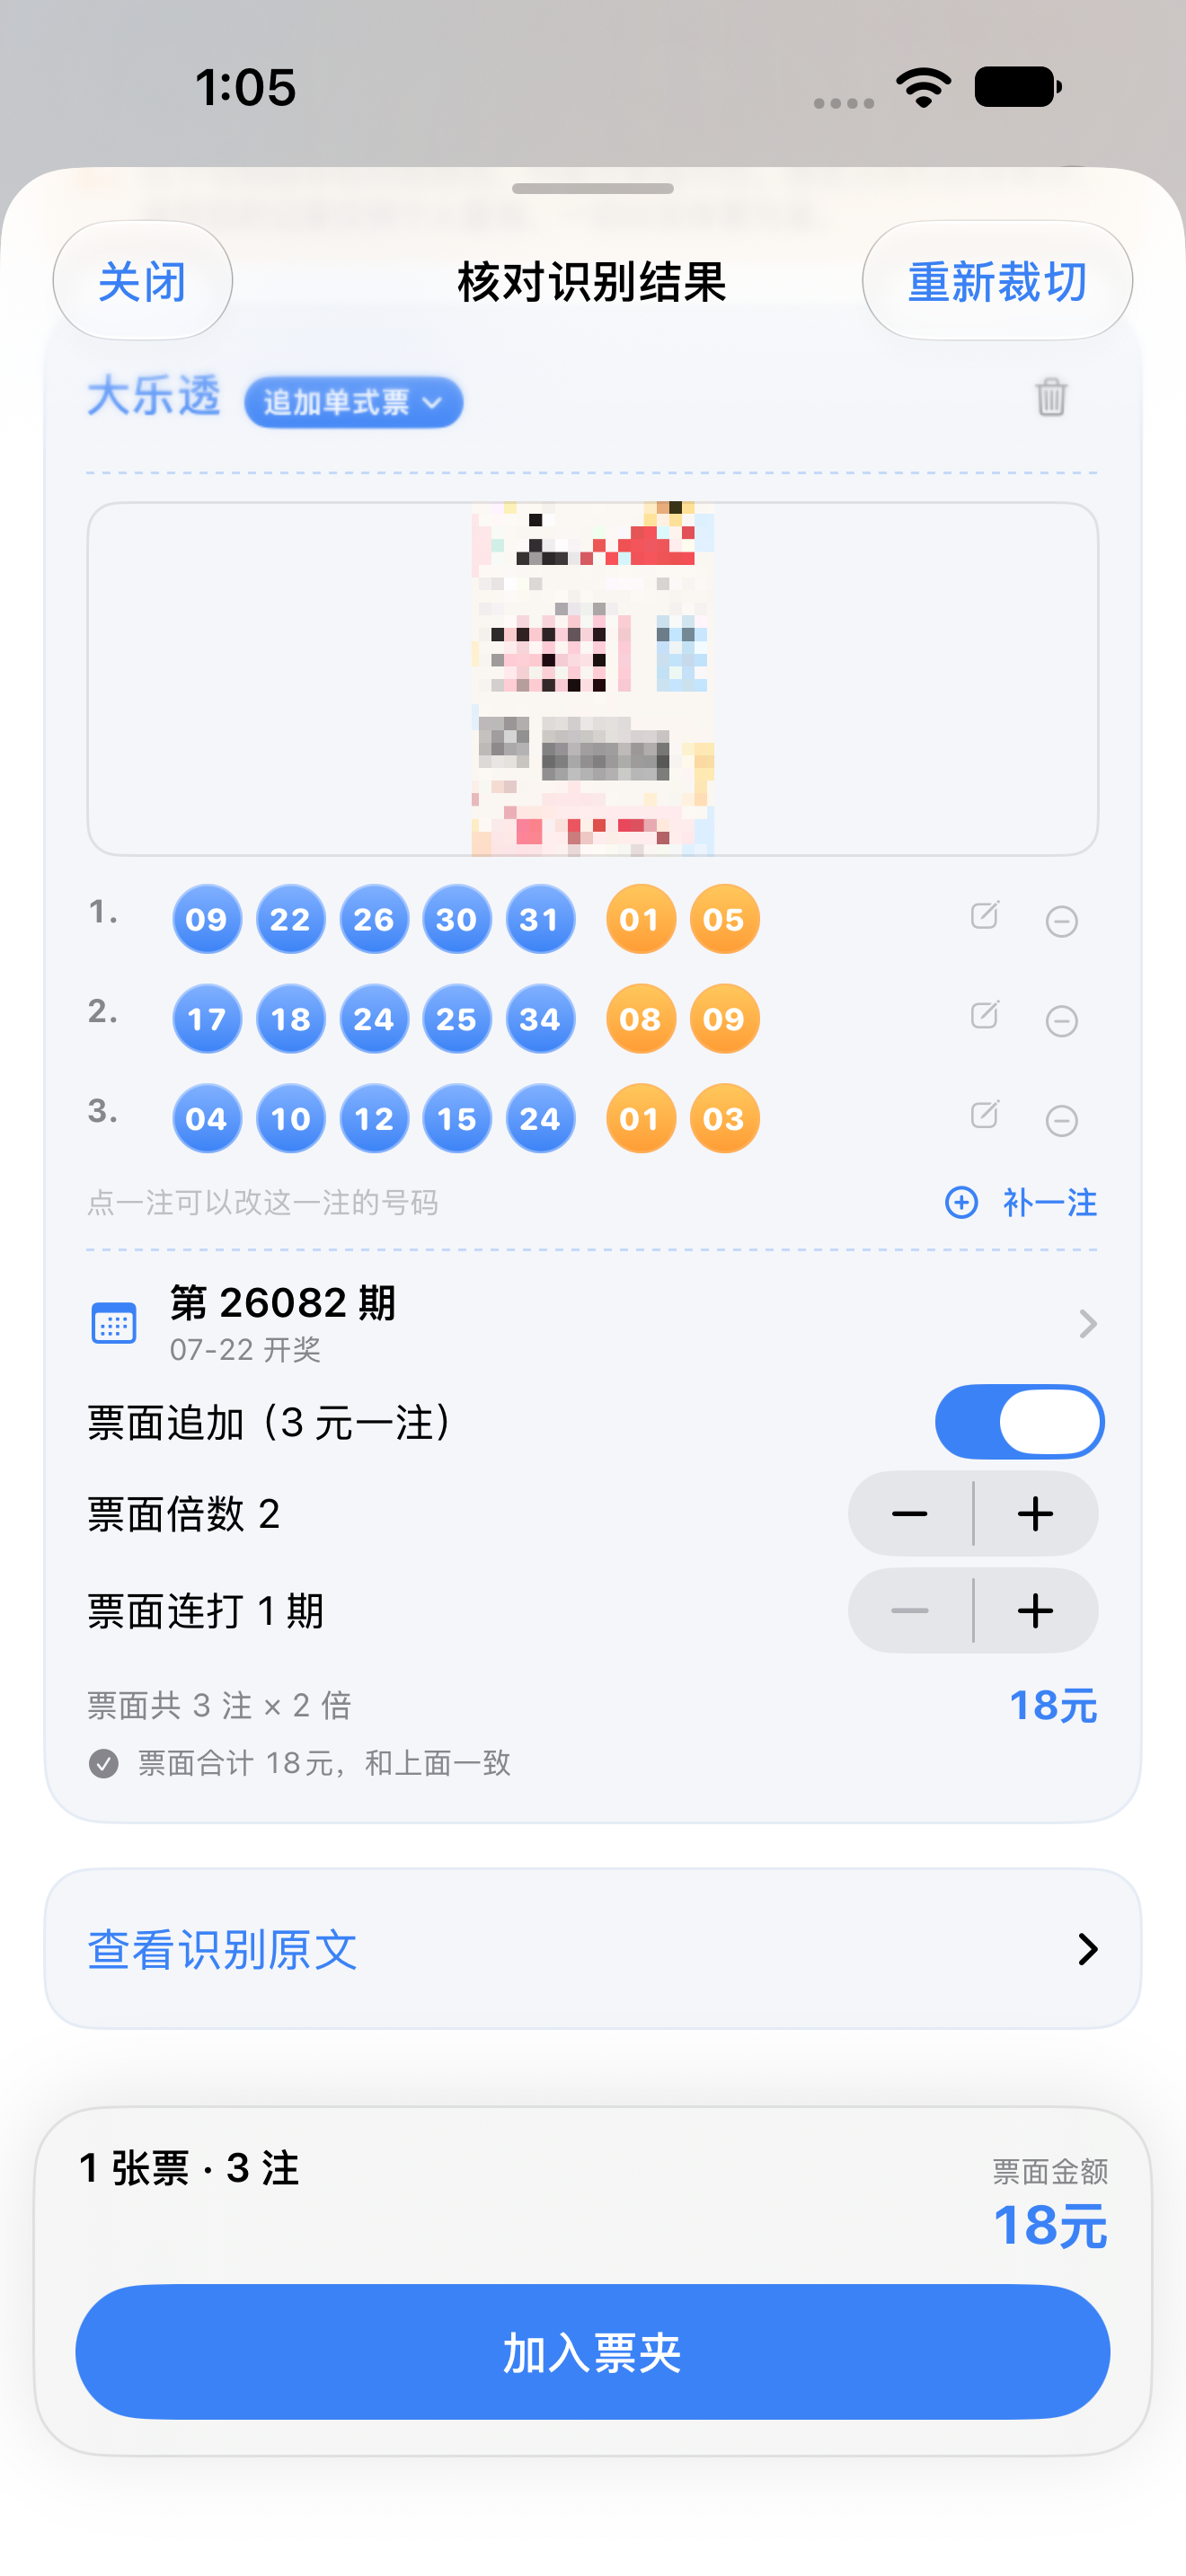 1:05
关闭
核对识别结果
重新裁切
大乐透 追加单式票
1. 09 22 26 30 31 01 05
2. 17 18 24 25 34 08 09
3. 04 10 12 15 24 01 03
点一注可以改这一注的号码
补一注
第 26082 期
07-22 开奖
票面追加（3 元一注）
票面倍数 2
票面连打 1 期
票面共 3 注 × 2 倍
18元
票面合计 18元，和上面一致
查看识别原文
1 张票 · 3 注
票面金额
18元
加入票夹